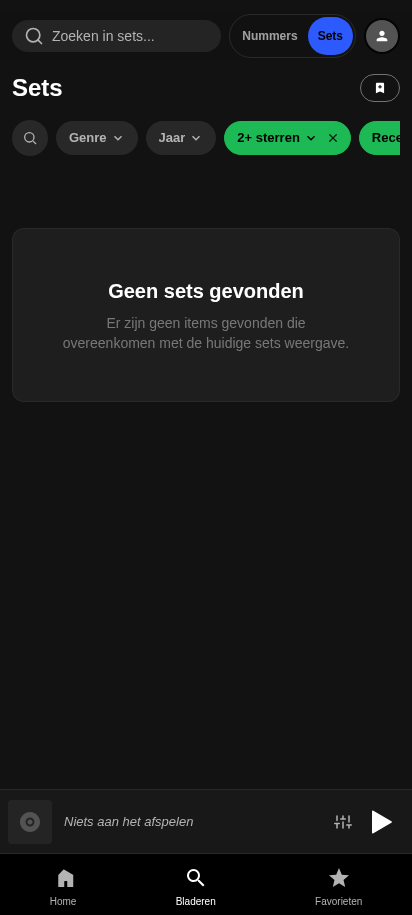 Zoeken in sets...
Nummers
Sets
Sets
Genre
Jaar
2+ sterren
Rece
Geen sets gevonden
Er zijn geen items gevonden die
overeenkomen met de huidige sets weergave.
Niets aan het afspelen
Home
Bladeren
Favorieten